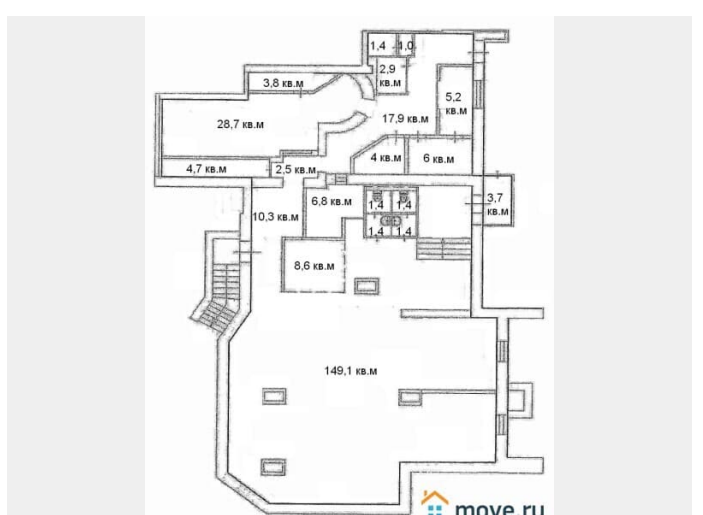 1,4
1,0
2,9
кв.м
3,8 кв.м
5,2
кв.м
28,7 кв.м
17,9 кв.м
4 кв.м
6 кв.м
4,7 кв.м
2,5 кв.м
6,8 кв.м
1,4
1,4
3,7
кв.м
10,3 кв.м
1,4
1,4
8,6 кв.м
149,1 кв.м
move.ru